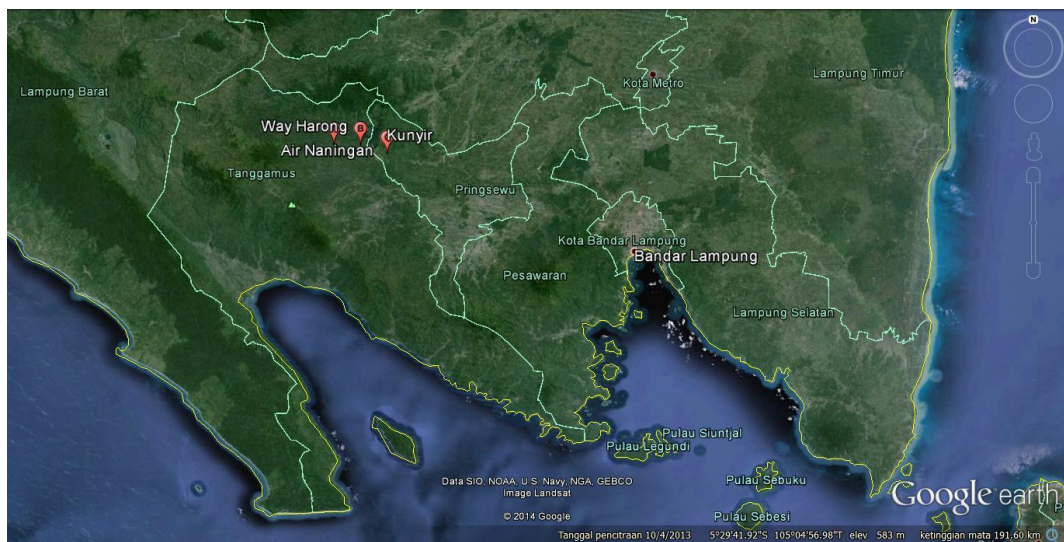 N
Kota Metro
Lampung Timur
Lampung Barat
Way Harong
B
Kunyir
Air Naningan
Tanggamus
Pringsewu
Kota Bandar Lampung
Bandar Lampung
Pesawaran
Lampung Selatan
Pulau Siuntjal
Pulau Legundi
Pulau Sebuku
Pulau Sebesi
Data SIO, NOAA, U.S. Navy, NGA, GEBCO
Image Landsat
© 2014 Google
Google earth
Tanggal pencitraan 10/4/2013 5°29'41.92"S 105°04'56.98"T elev 583 m ketinggian mata 191.60 km